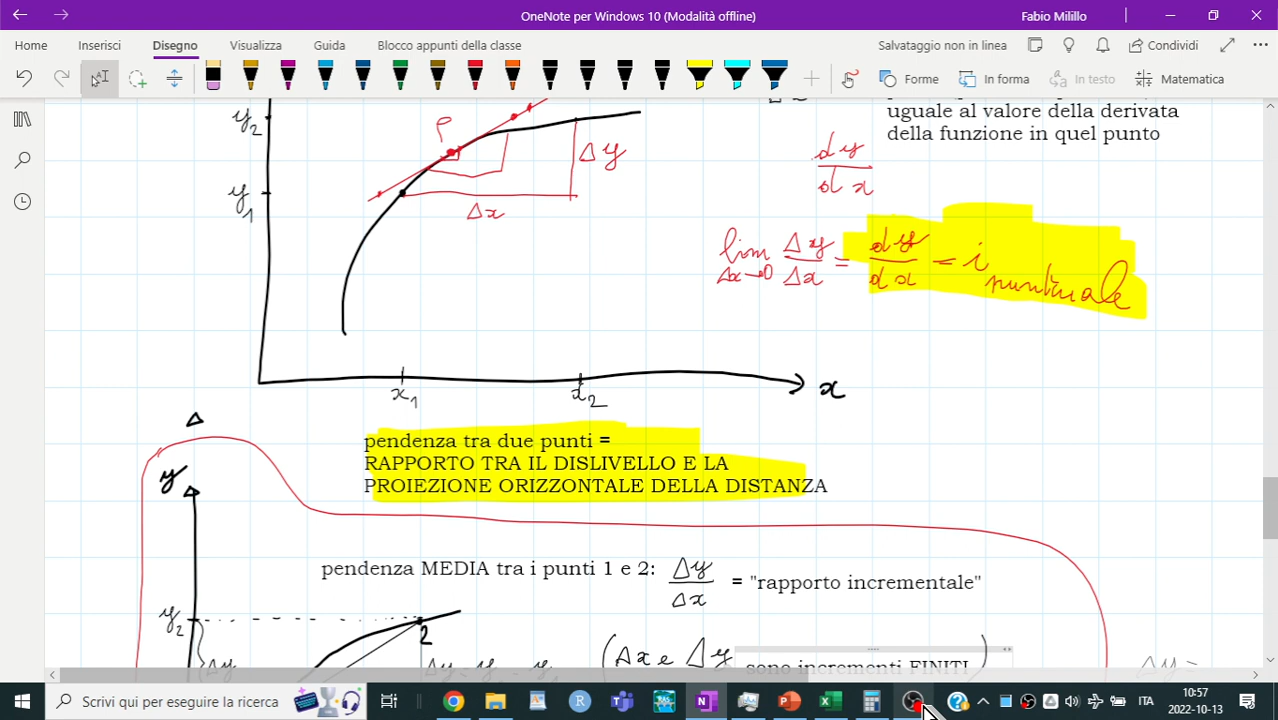 OneNote per Windows 10 (Modalità offline)
Fabio Milillo
Home
Inserisci
Disegno
Visualizza
Guida
Blocco appunti della classe
Salvataggio non in linea
Condividi
Forme
In forma
In testo
Matematica
uguale al valore della derivata
della funzione in quel punto
y2
y1
P
Δy
Δx
dy
dx
lim Δx→0 Δy/Δx = dy/dx = i puntuale
x1
x2
x
Δ
pendenza tra due punti =
RAPPORTO TRA IL DISLIVELLO E LA
PROIEZIONE ORIZZONTALE DELLA DISTANZA
y
pendenza MEDIA tra i punti 1 e 2: Δy/Δx = "rapporto incrementale"
y2
2
Δy
(Δx e Δy sono incrementi FINITI)
Δy =
Scrivi qui per eseguire la ricerca
ITA
10:57
2022-10-13